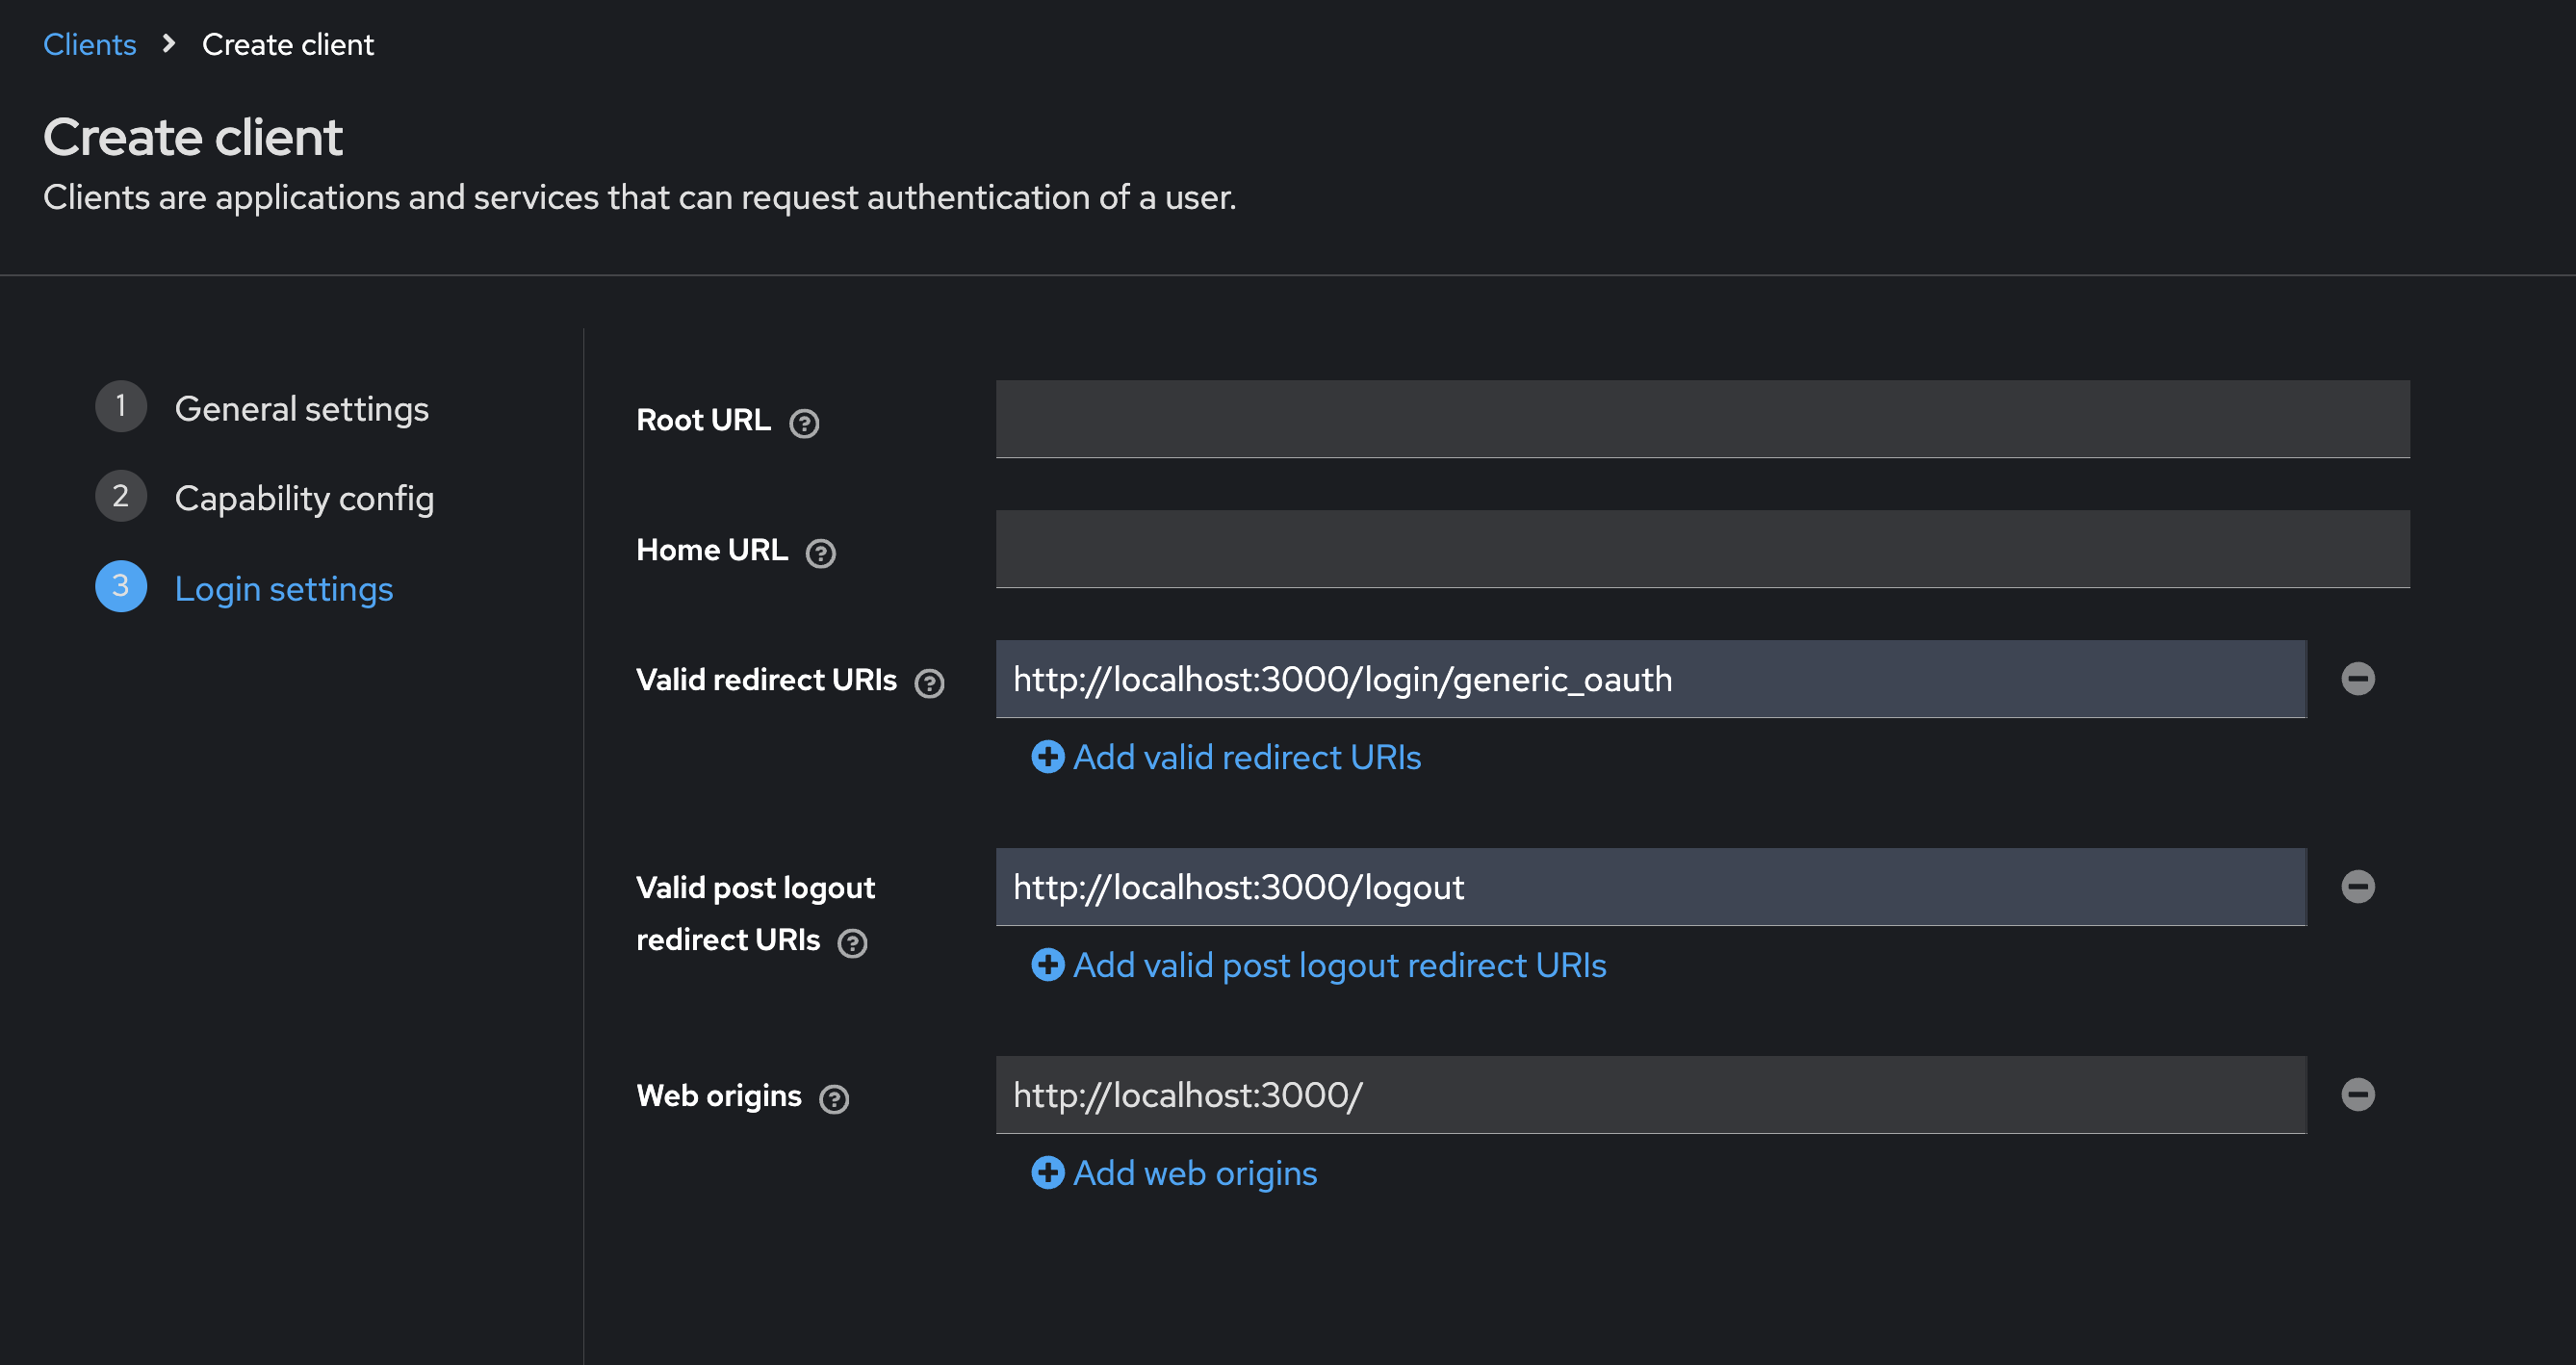 Clients > Create client
Create client
Clients are applications and services that can request authentication of a user.
1 General settings
2 Capability config
3 Login settings
Root URL
Home URL
Valid redirect URIs http://localhost:3000/login/generic_oauth
Add valid redirect URIs
Valid post logout
redirect URIs
http://localhost:3000/logout
Add valid post logout redirect URIs
Web origins http://localhost:3000/
Add web origins